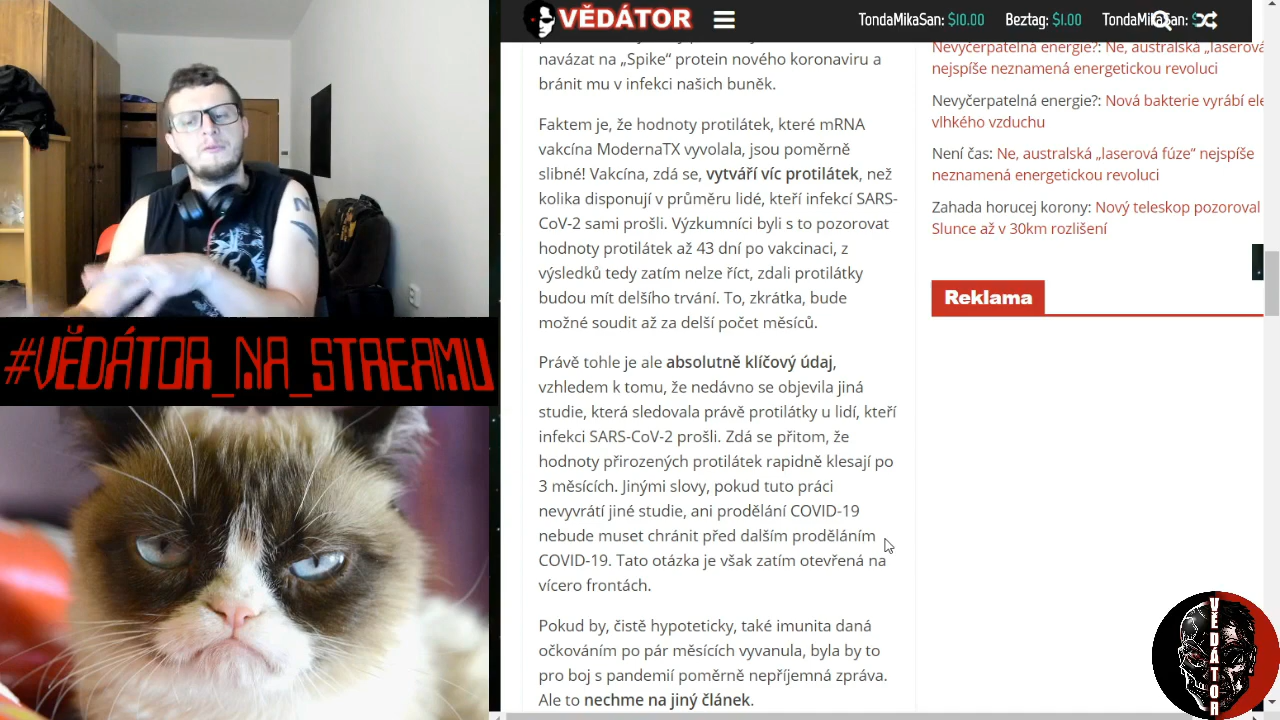 VĚDÁTOR
TondaMikaSan: $10.00 Beztag: $1.00 TondaMikaSan: $
navázat na „Spike“ protein nového koronaviru a
bránit mu v infekci našich buněk.
Faktem je, že hodnoty protilátek, které mRNA
vakcína ModernaTX vyvolala, jsou poměrně
slibné! Vakcína, zdá se, vytváří víc protilátek, než
kolika disponují v průměru lidé, kteří infekcí SARS-
CoV-2 sami prošli. Výzkumníci byli s to pozorovat
hodnoty protilátek až 43 dní po vakcinaci, z
výsledků tedy zatím nelze říct, zdali protilátky
budou mít delšího trvání. To, zkrátka, bude
možné soudit až za delší počet měsíců.
Právě tohle je ale absolutně klíčový údaj,
vzhledem k tomu, že nedávno se objevila jiná
studie, která sledovala právě protilátky u lidí, kteří
infekci SARS-CoV-2 prošli. Zdá se přitom, že
hodnoty přirozených protilátek rapidně klesají po
3 měsících. Jinými slovy, pokud tuto práci
nevyvrátí jiné studie, ani prodělání COVID-19
nebude muset chránit před dalším proděláním
COVID-19. Tato otázka je však zatím otevřená na
vícero frontách.
Pokud by, čistě hypoteticky, také imunita daná
očkováním po pár měsících vyvanula, byla by to
pro boj s pandemií poměrně nepříjemná zpráva.
Ale to nechme na jiný článek.
Nevyčerpatelná energie?: Ne, australská „laserová
nejspíše neznamená energetickou revoluci
Nevyčerpatelná energie?: Nová bakterie vyrábí ele
vlhkého vzduchu
Není čas: Ne, australská „laserová fúze“ nejspíše
neznamená energetickou revoluci
Zahada horucej korony: Nový teleskop pozoroval
Slunce až v 30km rozlišení
Reklama
#VĚDÁTOR_NA_STREAMU
VĚDÁTOR